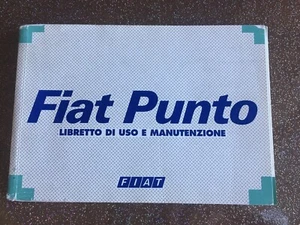 Fiat Punto
LIBRETTO DI USO E MANUTENZIONE
FIAT